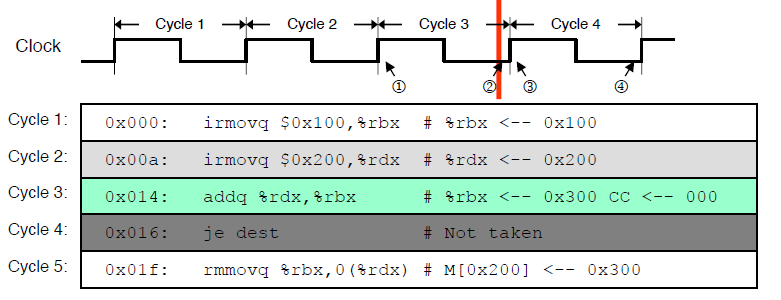 Cycle 1 Cycle 2 Cycle 3 Cycle 4
Clock
① ② ③ ④
Cycle 1: 0x000: irmovq $0x100,%rbx # %rbx <-- 0x100
Cycle 2: 0x00a: irmovq $0x200,%rdx # %rdx <-- 0x200
Cycle 3: 0x014: addq %rdx,%rbx # %rbx <-- 0x300 CC <-- 000
Cycle 4: 0x016: je dest # Not taken
Cycle 5: 0x01f: rmmovq %rbx,0(%rdx) # M[0x200] <-- 0x300